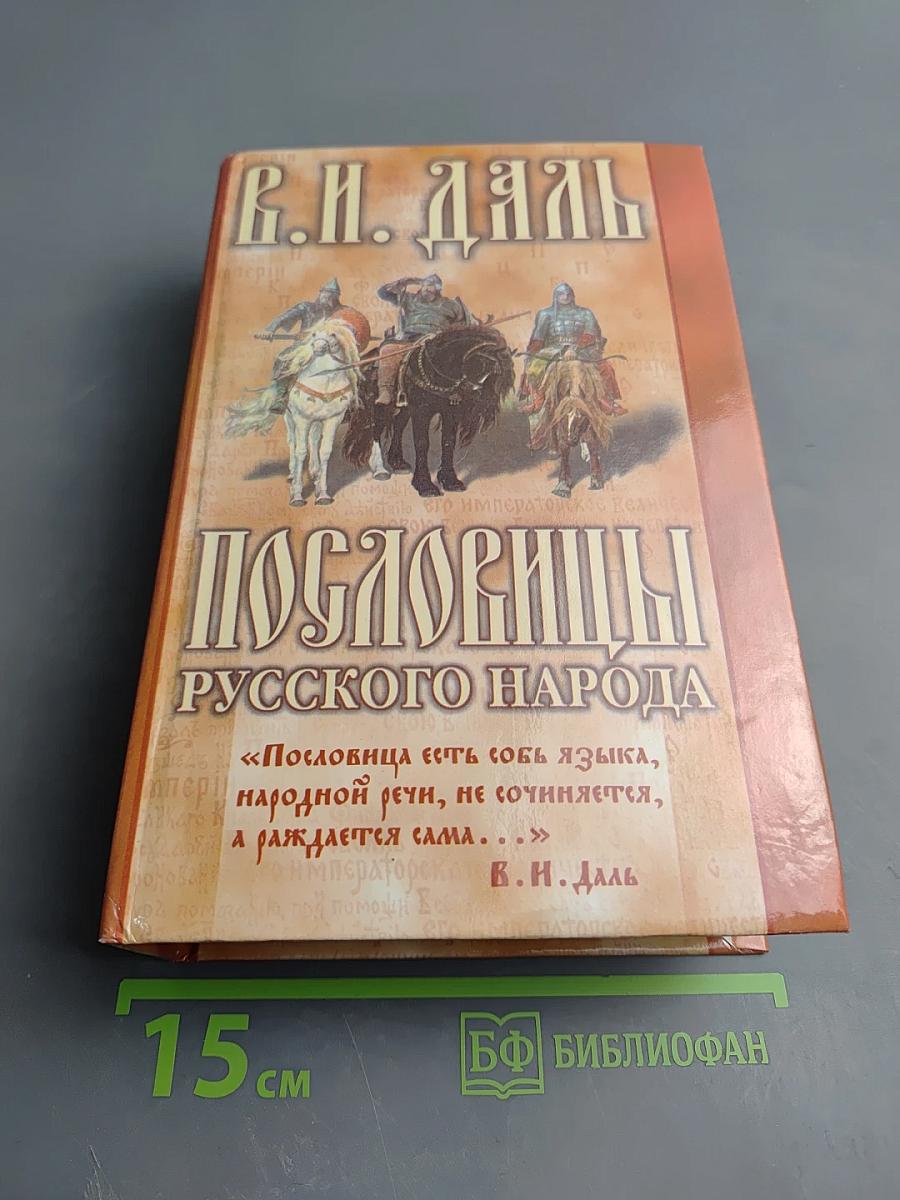 В.И. ДАЛЬ
ПОСЛОВИЦЫ
РУССКОГО НАРОДА
«Пословица есть собь языка,
народной речи, не сочиняется,
а раждается сама...»
В.И. Даль
15 см
БФ БИБЛИОФАН